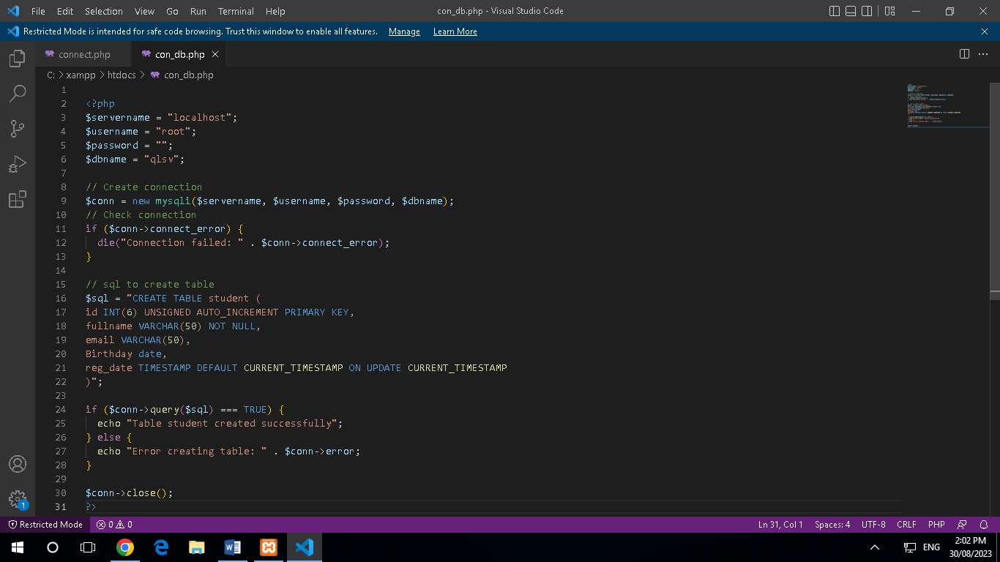 File Edit Selection View Go Run Terminal Help con_db.php - Visual Studio Code
Restricted Mode is intended for safe code browsing. Trust this window to enable all features. Manage Learn More
connect.php con_db.php
C: > xampp > htdocs > con_db.php
1
2 <?php
3 $servername = "localhost";
4 $username = "root";
5 $password = "";
6 $dbname = "qlsv";
7
8 // Create connection
9 $conn = new mysqli($servername, $username, $password, $dbname);
10 // Check connection
11 if ($conn->connect_error) {
12 die("Connection failed: " . $conn->connect_error);
13 }
14
15 // sql to create table
16 $sql = "CREATE TABLE student (
17 id INT(6) UNSIGNED AUTO_INCREMENT PRIMARY KEY,
18 fullname VARCHAR(50) NOT NULL,
19 email VARCHAR(50),
20 Birthday date,
21 reg_date TIMESTAMP DEFAULT CURRENT_TIMESTAMP ON UPDATE CURRENT_TIMESTAMP
22 )";
23
24 if ($conn->query($sql) === TRUE) {
25 echo "Table student created successfully";
26 } else {
27 echo "Error creating table: " . $conn->error;
28 }
29
30 $conn->close();
31 ?>
1
Restricted Mode 0 0 Ln 31, Col 1 Spaces: 4 UTF-8 CRLF PHP
ENG 2:02 PM
30/08/2023